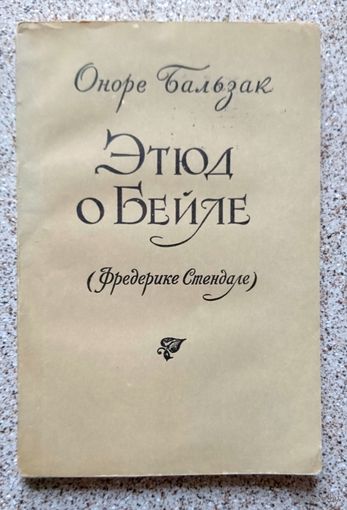 Оноре Бальзак
Этюд
о Бейле
(Фредерике Стендале)